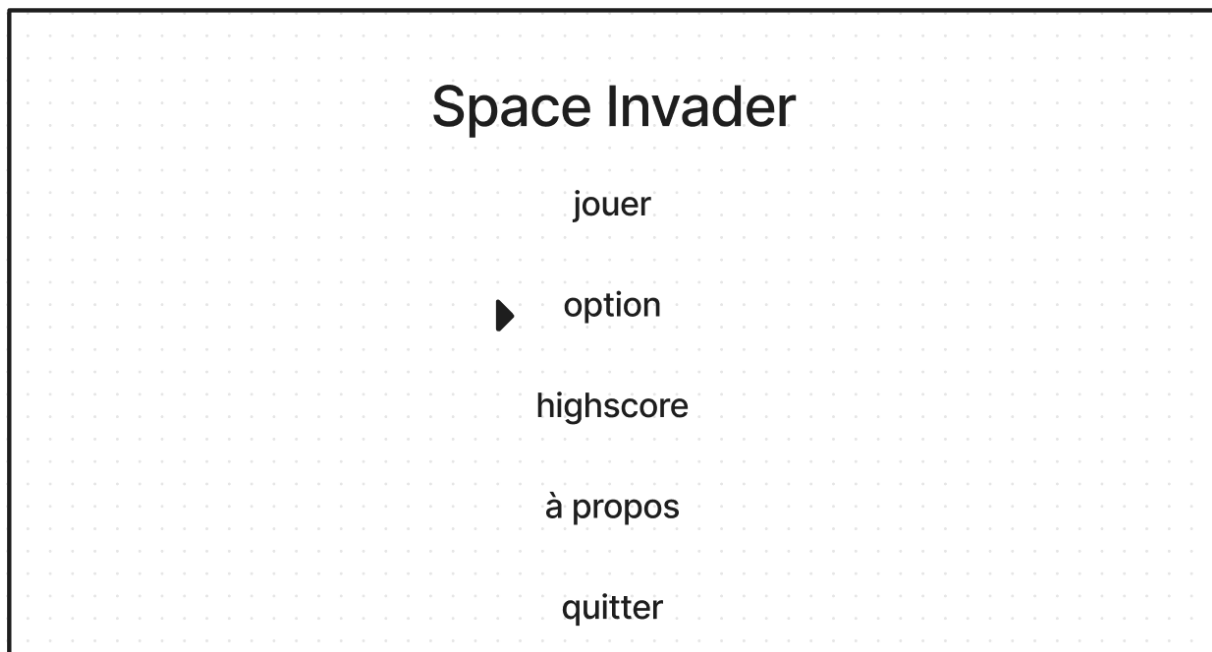 Space Invader
jouer
option
highscore
à propos
quitter